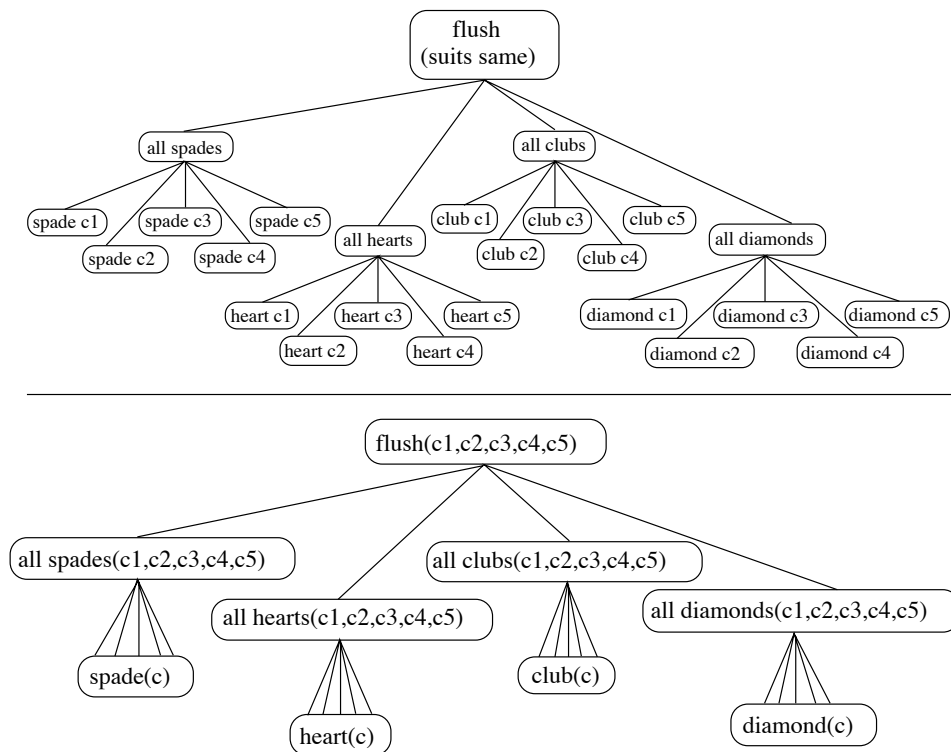 flush
(suits same)
all spades
all clubs
spade c1
spade c3
spade c5
club c1
club c3
club c5
spade c2
spade c4
all hearts
club c2
club c4
all diamonds
heart c1
heart c3
heart c5
diamond c1
diamond c3
diamond c5
heart c2
heart c4
diamond c2
diamond c4
flush(c1,c2,c3,c4,c5)
all spades(c1,c2,c3,c4,c5)
all clubs(c1,c2,c3,c4,c5)
all hearts(c1,c2,c3,c4,c5)
all diamonds(c1,c2,c3,c4,c5)
spade(c)
club(c)
heart(c)
diamond(c)